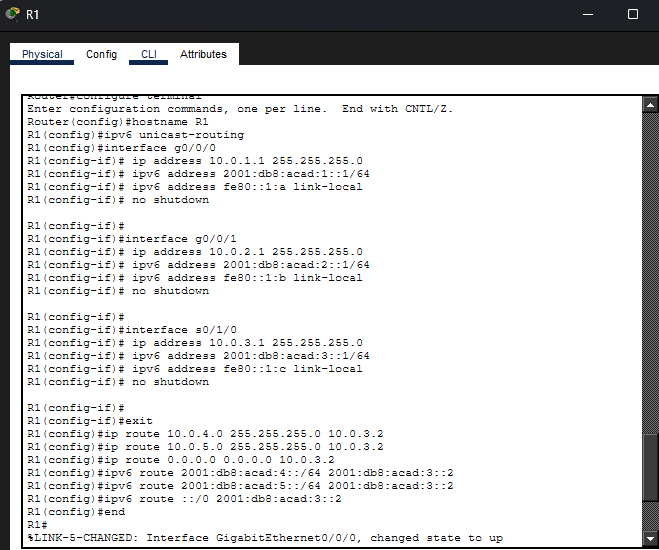 R1
Physical Config CLI Attributes
Router#configure terminal
Enter configuration commands, one per line.  End with CNTL/Z.
Router(config)#hostname R1
R1(config)#ipv6 unicast-routing
R1(config)#interface g0/0/0
R1(config-if)# ip address 10.0.1.1 255.255.255.0
R1(config-if)# ipv6 address 2001:db8:acad:1::1/64
R1(config-if)# ipv6 address fe80::1:a link-local
R1(config-if)# no shutdown
R1(config-if)#
R1(config-if)#interface g0/0/1
R1(config-if)# ip address 10.0.2.1 255.255.255.0
R1(config-if)# ipv6 address 2001:db8:acad:2::1/64
R1(config-if)# ipv6 address fe80::1:b link-local
R1(config-if)# no shutdown
R1(config-if)#
R1(config-if)#interface s0/1/0
R1(config-if)# ip address 10.0.3.1 255.255.255.0
R1(config-if)# ipv6 address 2001:db8:acad:3::1/64
R1(config-if)# ipv6 address fe80::1:c link-local
R1(config-if)# no shutdown
R1(config-if)#
R1(config-if)#exit
R1(config)#ip route 10.0.4.0 255.255.255.0 10.0.3.2
R1(config)#ip route 10.0.5.0 255.255.255.0 10.0.3.2
R1(config)#ip route 0.0.0.0 0.0.0.0 10.0.3.2
R1(config)#ipv6 route 2001:db8:acad:4::/64 2001:db8:acad:3::2
R1(config)#ipv6 route 2001:db8:acad:5::/64 2001:db8:acad:3::2
R1(config)#ipv6 route ::/0 2001:db8:acad:3::2
R1(config)#end
R1#
%LINK-5-CHANGED: Interface GigabitEthernet0/0/0, changed state to up